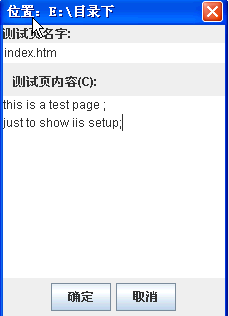 位置: E:\目录下
测试页名字:
index.htm
测试页内容(C):
this is a test page ;
just to show iis setup;
确定 取消